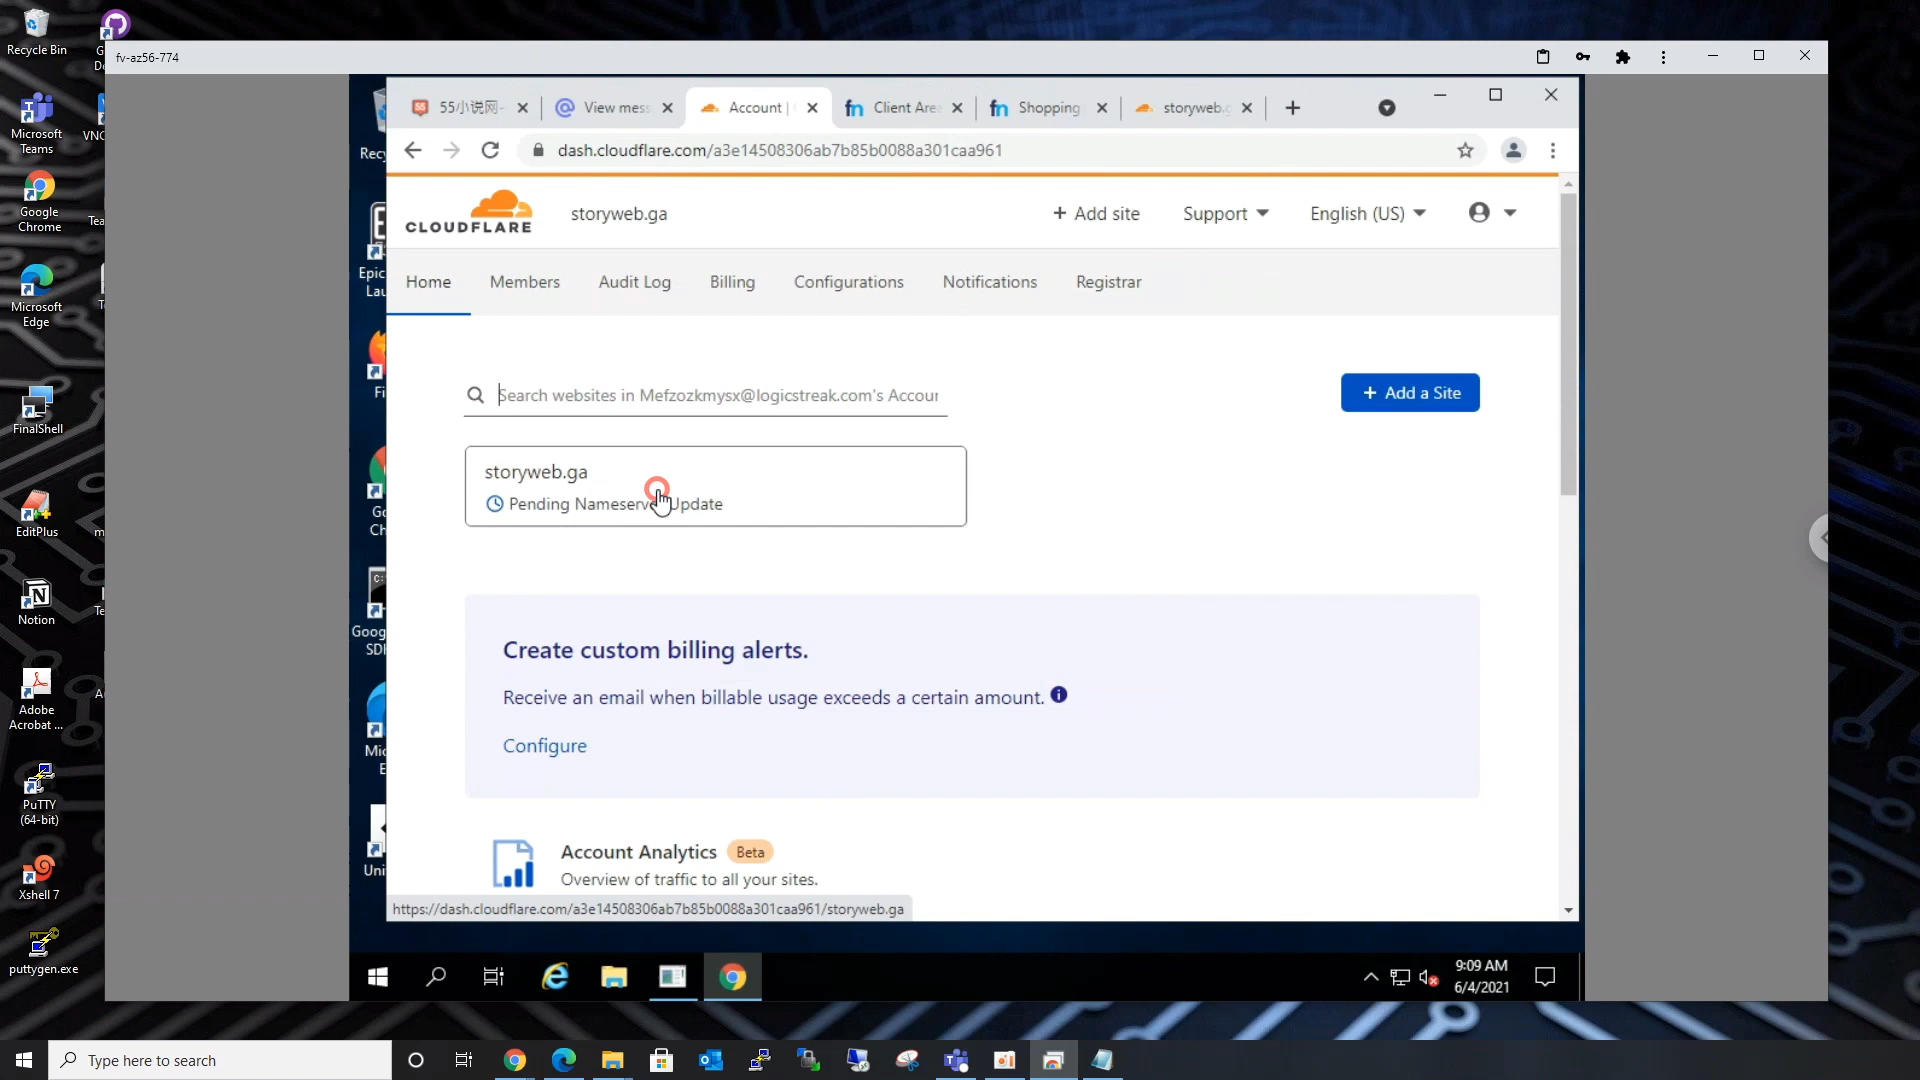 Recycle Bin
fv-az56-774
Microsoft
Teams
VNC
Google
Chrome
Microsoft
Edge
FinalShell
EditPlus
Notion
Adobe
Acrobat ...
PuTTY
(64-bit)
Xshell 7
puttygen.exe
55小说网-
View mes
Account |
Client Are
Shopping
storyweb.
dash.cloudflare.com/a3e14508306ab7b85b0088a301caa961
CLOUDFLARE
storyweb.ga
+ Add site
Support
English (US)
Home
Members
Audit Log
Billing
Configurations
Notifications
Registrar
Search websites in Mefzozkmysx@logicstreak.com's Accour
+ Add a Site
storyweb.ga
Pending Nameserve Update
Create custom billing alerts.
Receive an email when billable usage exceeds a certain amount.
Configure
Account Analytics Beta
Overview of traffic to all your sites.
https://dash.cloudflare.com/a3e14508306ab7b85b0088a301caa961/storyweb.ga
Epic
Lau
9:09 AM
6/4/2021
Type here to search